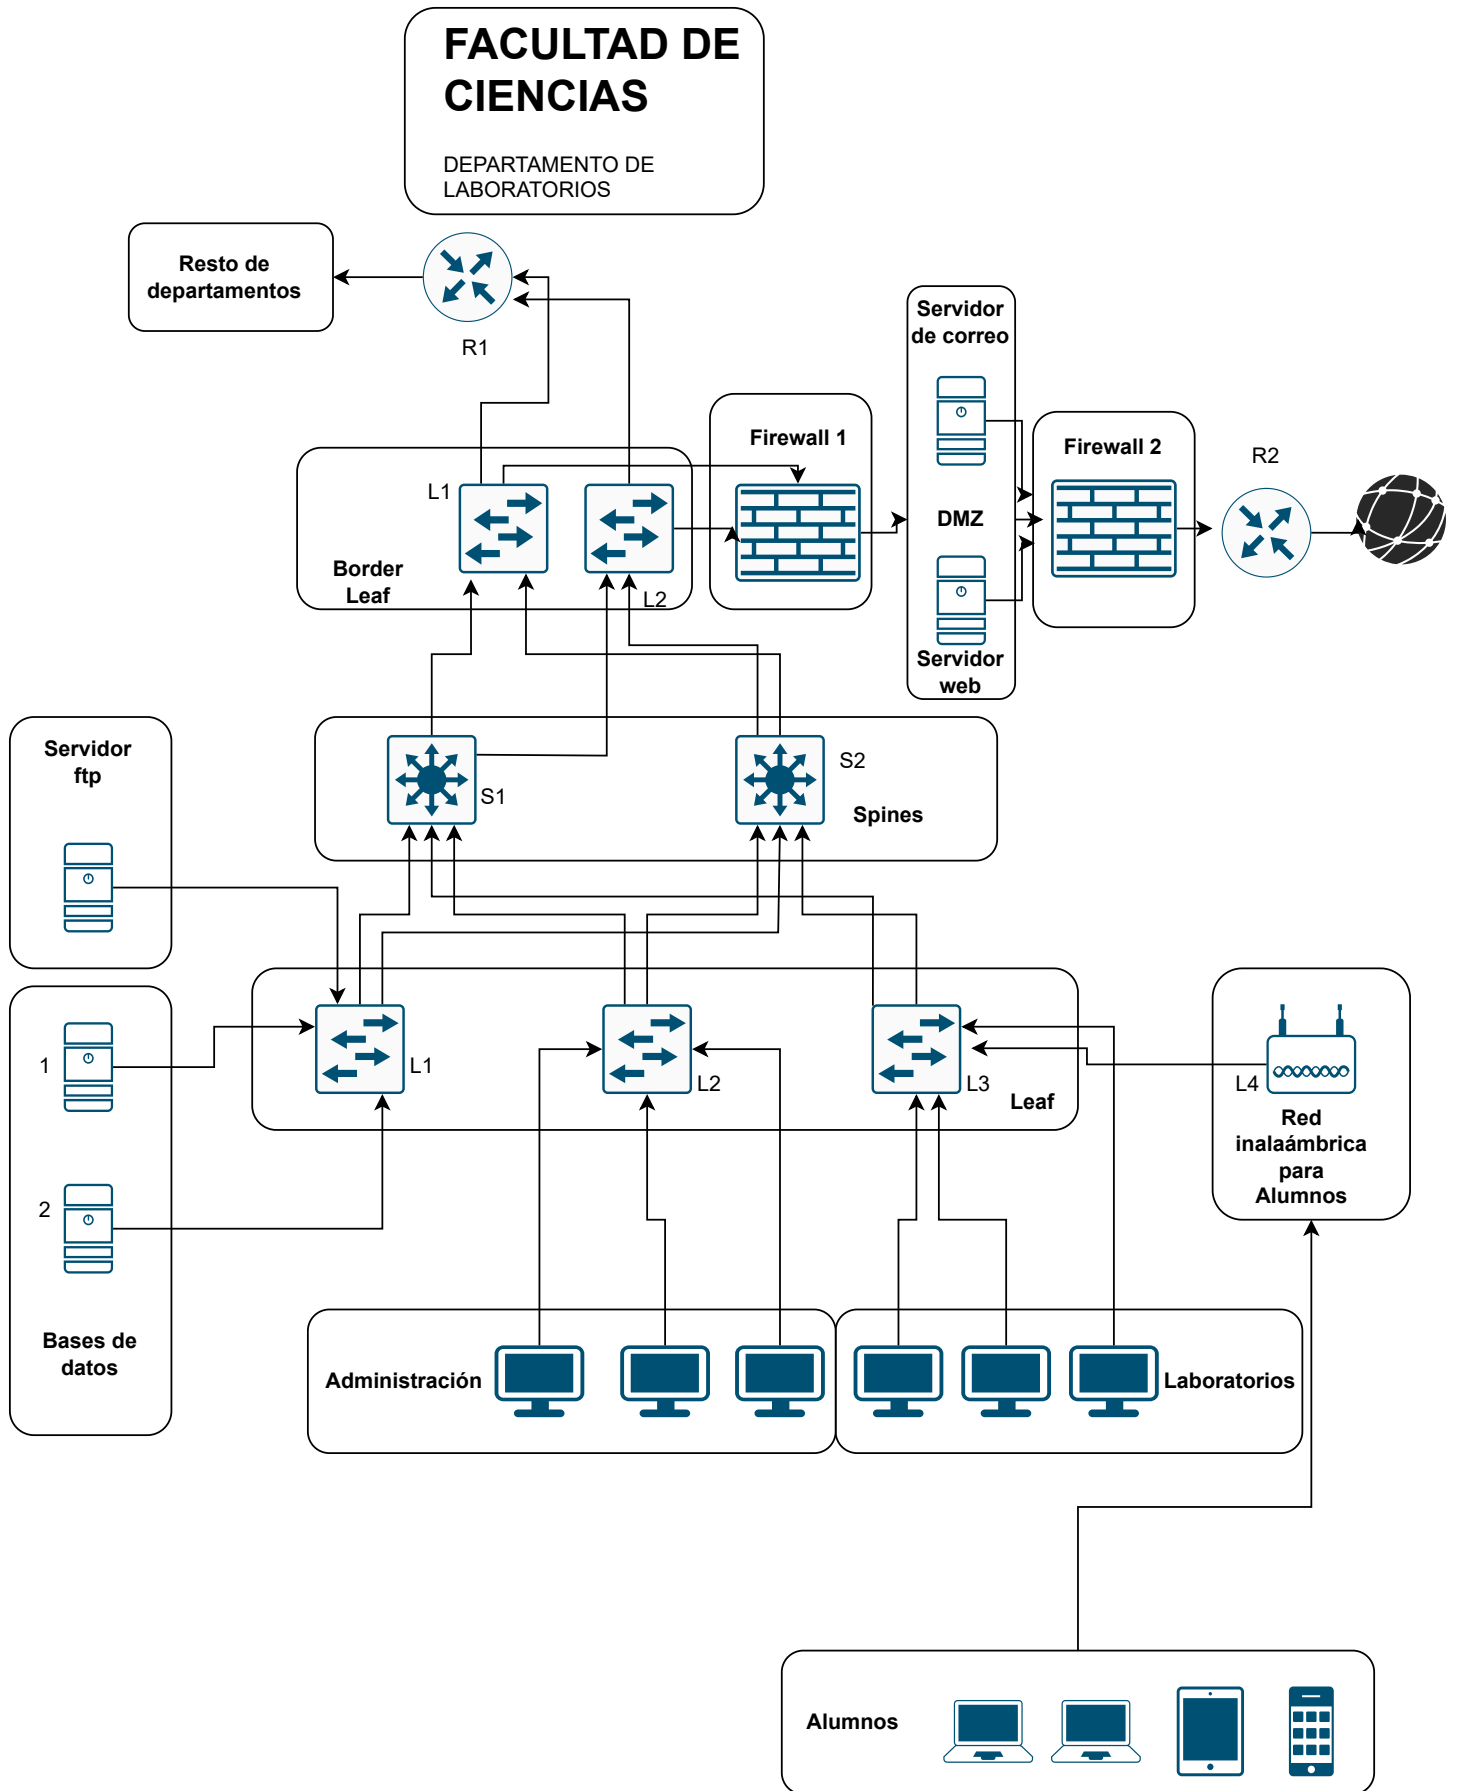 FACULTAD DE
CIENCIAS
DEPARTAMENTO DE
LABORATORIOS
Resto de
departamentos
R1
Servidor
de correo
Firewall 1
Firewall 2
R2
L1
DMZ
Border
Leaf
L2
Servidor
web
Servidor
ftp
S2
S1
Spines
1
L1
L2
L3
L4
Leaf
Red
inalaámbrica
para
Alumnos
2
Bases de
datos
Administración
Laboratorios
Alumnos